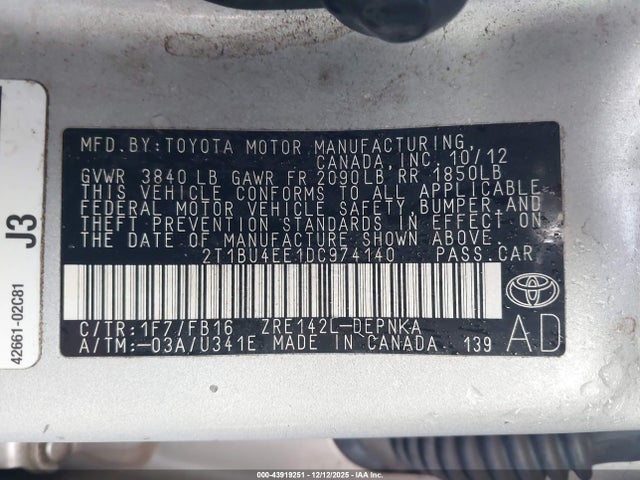 MFD.BY:TOYOTA MOTOR MANUFACTURING,
CANADA,INC. 10/12
GVWR 3840 LB GAWR FR 2090LB,RR 1850LB
THIS VEHICLE CONFORMS TO ALL APPLICABLE
FEDERAL MOTOR VEHICLE SAFETY, BUMPER,AND
THEFT PREVENTION STANDARDS IN EFFECT ON
THE DATE OF MANUFACTURE SHOWN ABOVE.
2T1BU4EE1DC974140 PASS.CAR
C/TR:1F7/FB16 ZRE142L-DEPNKA
A/TM:-03A/U341E MADE IN CANADA 139
AD
J3
42661-02C81
000-43919251 - 12/12/2025 - IAA, Inc.